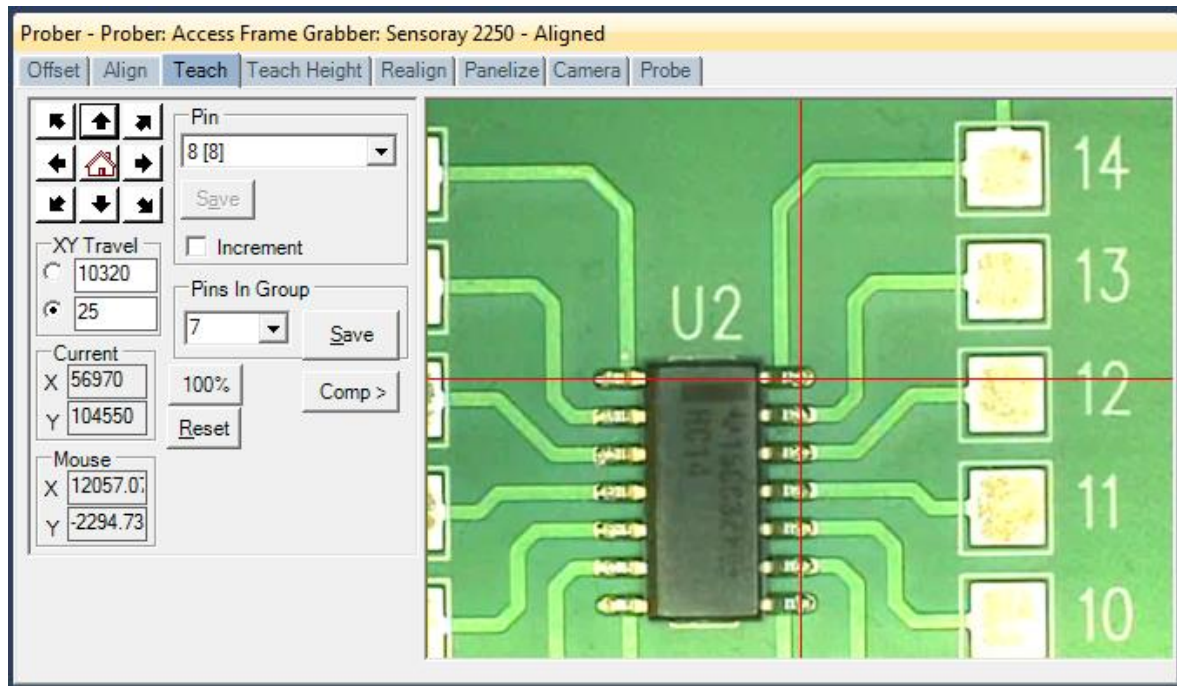 Prober - Prober: Access Frame Grabber: Sensoray 2250 - Aligned
Offset Align Teach Teach Height Realign Panelize Camera Probe
Pin
8 [8]
Save
Increment
XY Travel
10320
25
Pins In Group
7
Save
Current
X 56970
Y 104550
100%
Comp >
Reset
Mouse
X 12057.07
Y -2294.73
U2
HC14
14
13
12
11
10